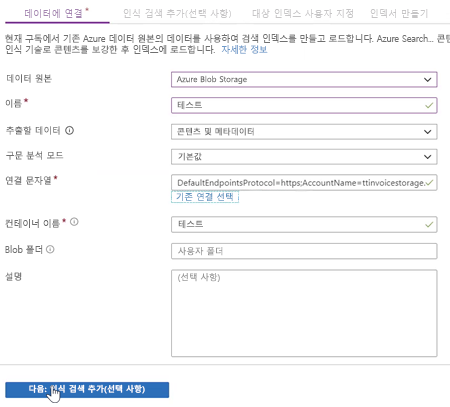 데이터에 연결 * 인식 검색 추가(선택 사항) 대상 인덱스 사용자 지정 인덱서 만들기
현재 구독에서 기존 Azure 데이터 원본의 데이터를 사용하여 검색 인덱스를 만들고 로드합니다. Azure Search... 콘텐
인식 기술로 콘텐츠를 보강한 후 인덱스에 로드합니다. 자세한 정보
데이터 원본 Azure Blob Storage
이름* 테스트
추출할 데이터 콘텐츠 및 메타데이터
구문 분석 모드 기본값
연결 문자열* DefaultEndpointsProtocol=https;AccountName=ttinvoicestorage.
기존 연결 선택
컨테이너 이름* 테스트
Blob 폴더 사용자 폴더
설명 (선택 사항)
다음: 인식 검색 추가(선택 사항)